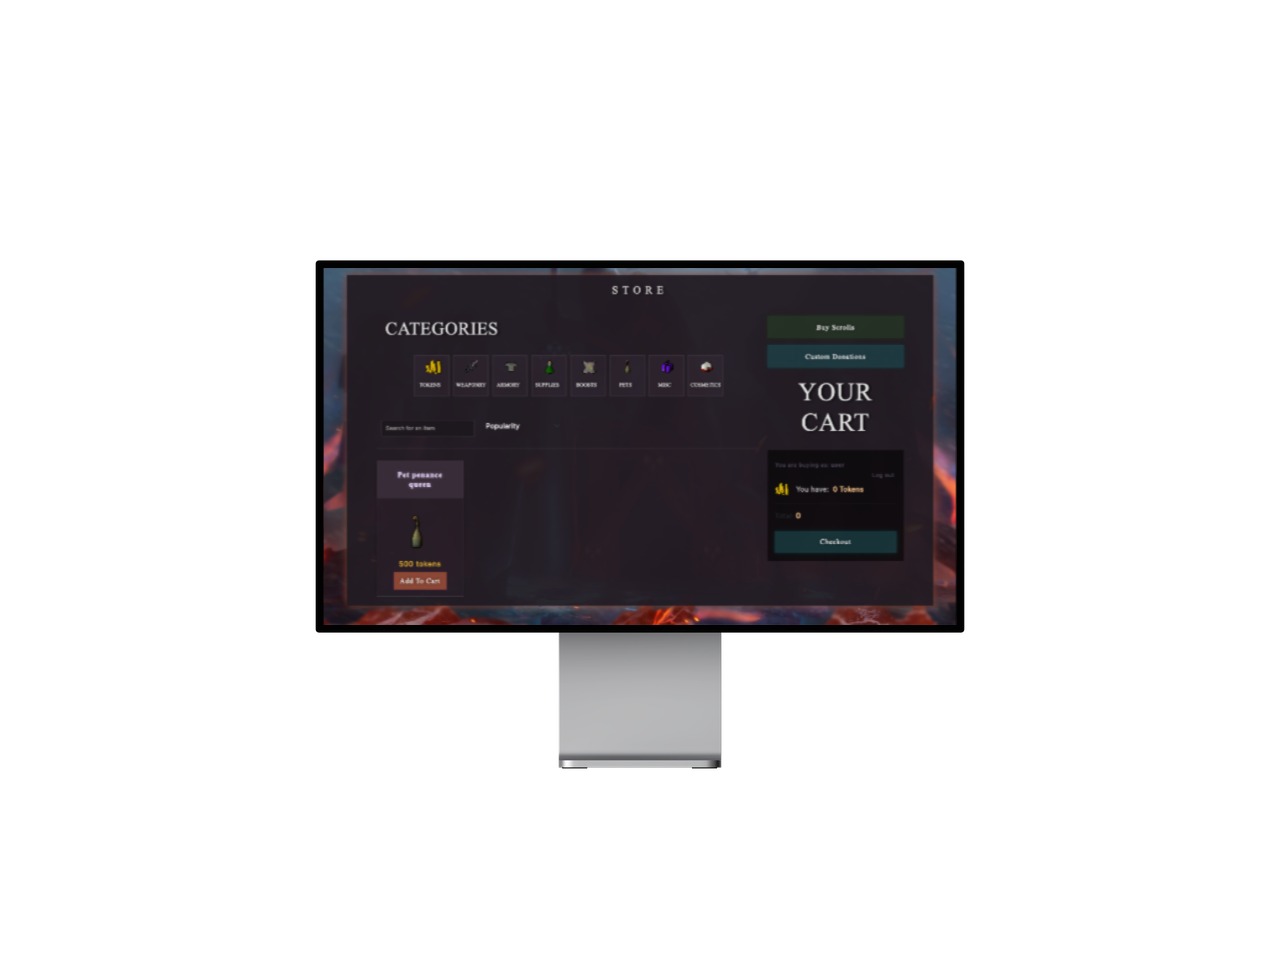 STORE
CATEGORIES
TOKENS
WEAPONRY
ARMORY
SUPPLIES
BOOSTS
PETS
MISC
COSMETICS
Search for an item
Popularity
Pet penance
queen
500 tokens
Add To Cart
Buy Scrolls
Custom Donations
YOUR
CART
You are buying as:
Log out
You have: 0 Tokens
Total: 0
Checkout